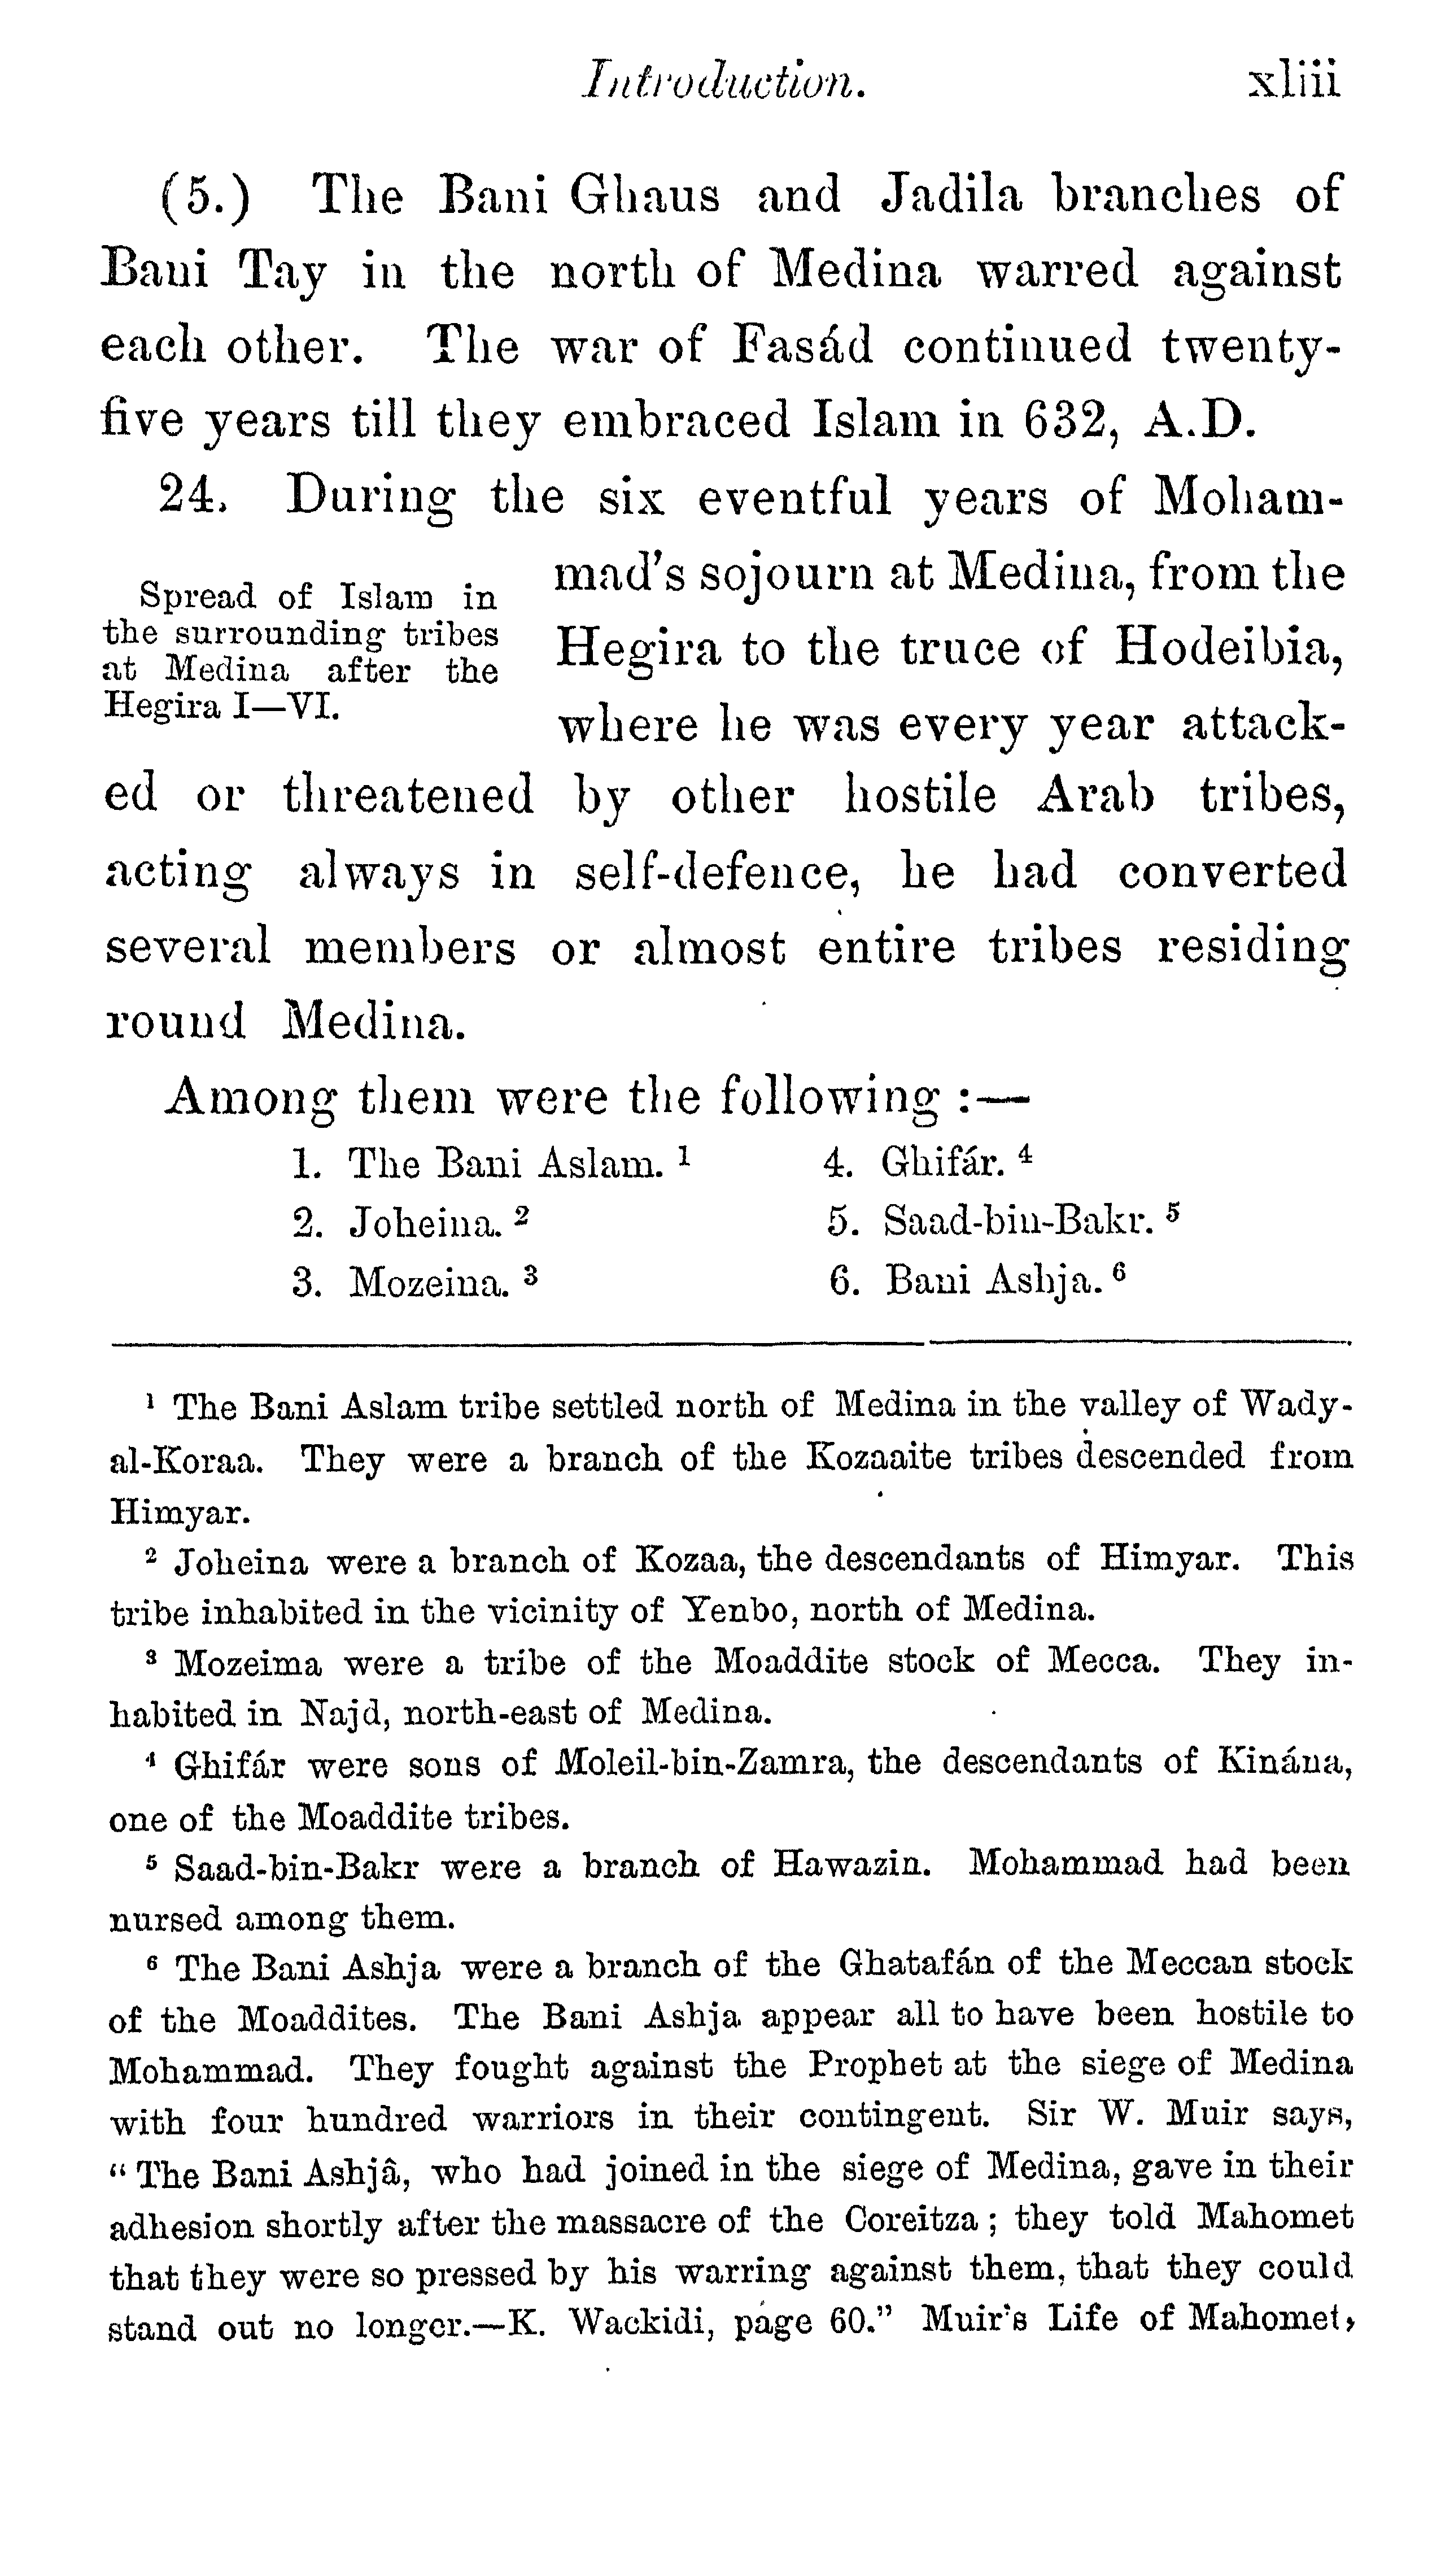 Introduction. xliii
(5.) The Bani Ghaus and Jadila branches of
Bani Tay in the north of Medina warred against
each other. The war of Fasád continued twenty-
five years till they embraced Islam in 632, A.D.
24. During the six eventful years of Moham-
Spread of Islam in
the surrounding tribes
at Medina after the
Hegira I—VI.
mad's sojourn at Medina, from the
Hegira to the truce of Hodeibia,
where he was every year attack-
ed or threatened by other hostile Arab tribes,
acting always in self-defence, he had converted
several members or almost entire tribes residing
round Medina.
Among them were the following :—
1. The Bani Aslam. ¹
2. Joheina. ²
3. Mozeina. ³
4. Ghifár. ⁴
5. Saad-bin-Bakr. ⁵
6. Bani Ashja. ⁶
¹ The Bani Aslam tribe settled north of Medina in the valley of Wady-
al-Koraa. They were a branch of the Kozaaite tribes descended from
Himyar.
² Joheina were a branch of Kozaa, the descendants of Himyar. This
tribe inhabited in the vicinity of Yenbo, north of Medina.
³ Mozeima were a tribe of the Moaddite stock of Mecca. They in-
habited in Najd, north-east of Medina.
⁴ Ghifár were sons of Moleil-bin-Zamra, the descendants of Kinána,
one of the Moaddite tribes.
⁵ Saad-bin-Bakr were a branch of Hawazin. Mohammad had been
nursed among them.
⁶ The Bani Ashja were a branch of the Ghatafán of the Meccan stock
of the Moaddites. The Bani Ashja appear all to have been hostile to
Mohammad. They fought against the Prophet at the siege of Medina
with four hundred warriors in their contingent. Sir W. Muir says,
"The Bani Ashjâ, who had joined in the siege of Medina, gave in their
adhesion shortly after the massacre of the Coreitza ; they told Mahomet
that they were so pressed by his warring against them, that they could
stand out no longer.—K. Wackidi, page 60." Muir's Life of Mahomet,